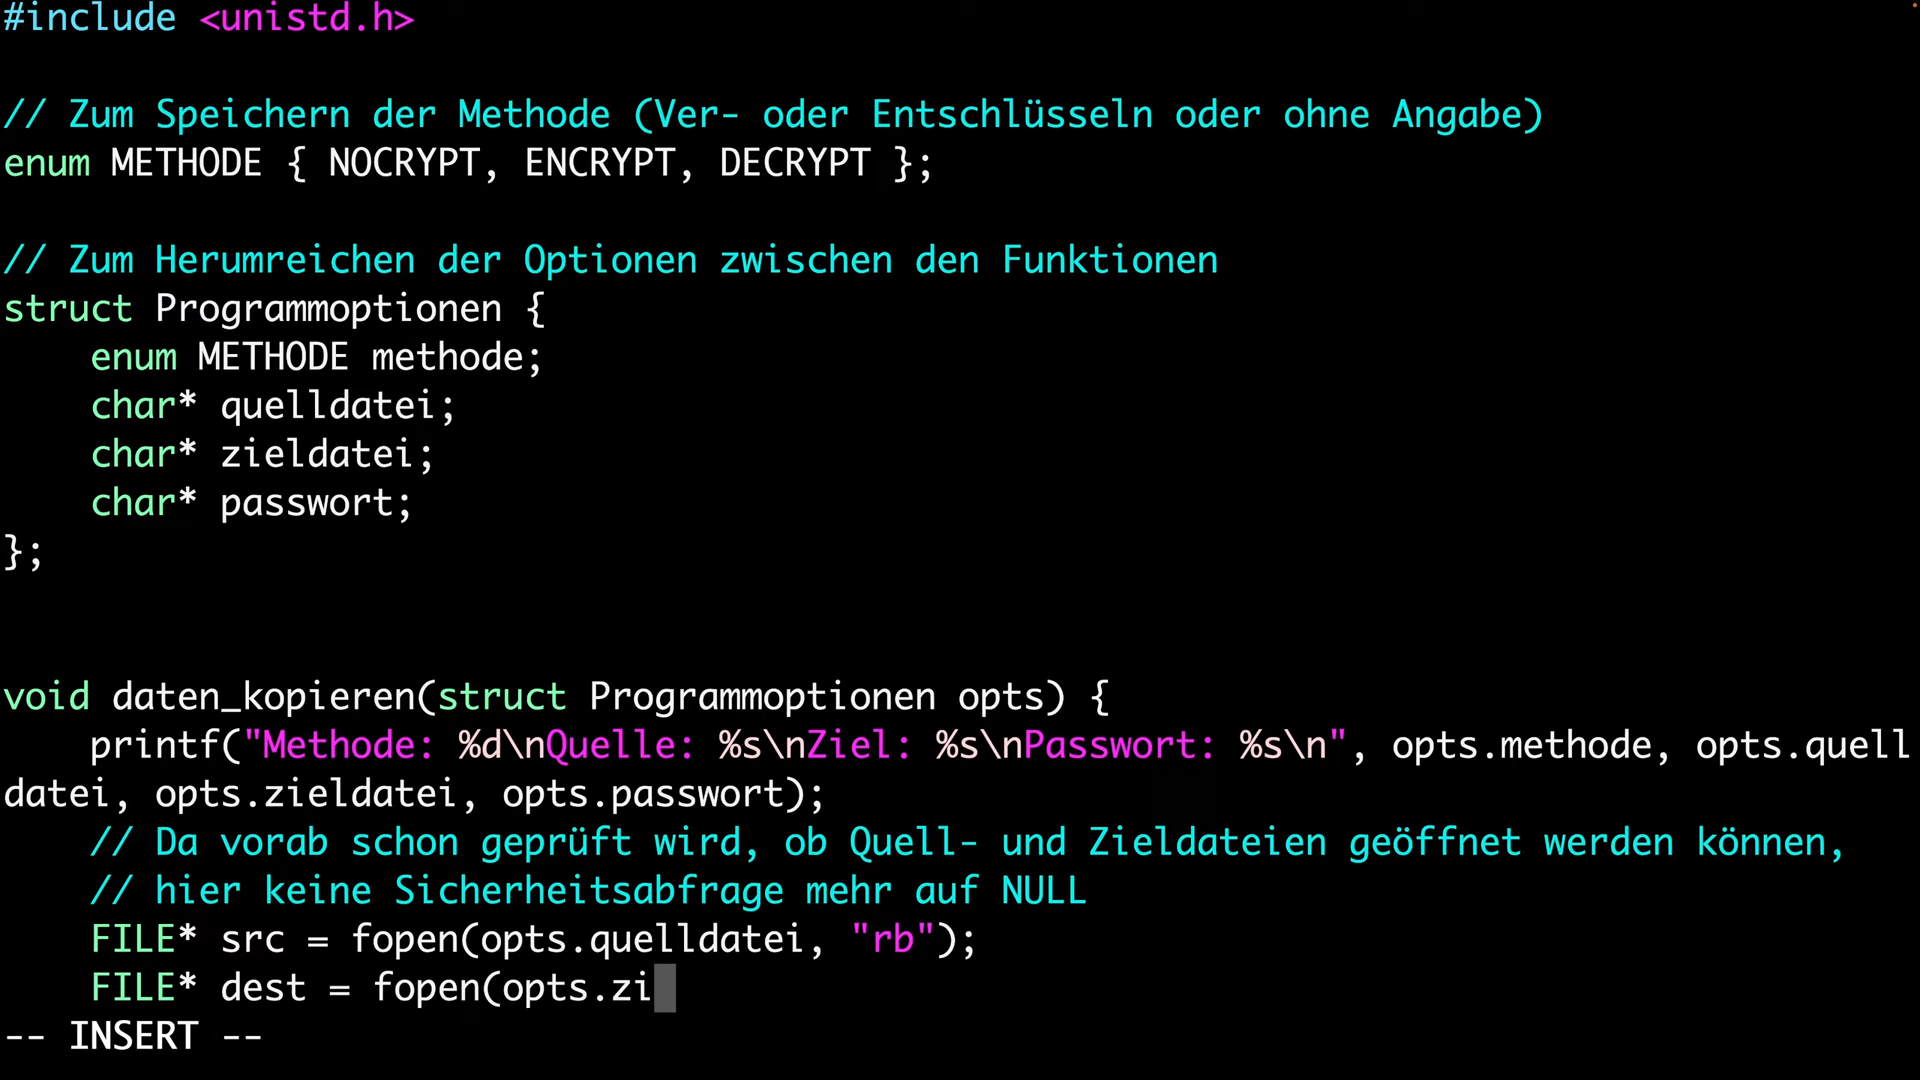 #include <unistd.h>
// Zum Speichern der Methode (Ver- oder Entschlüsseln oder ohne Angabe)
enum METHODE { NOCRYPT, ENCRYPT, DECRYPT };
// Zum Herumreichen der Optionen zwischen den Funktionen
struct Programmoptionen {
    enum METHODE methode;
    char* quelldatei;
    char* zieldatei;
    char* passwort;
};
void daten_kopieren(struct Programmoptionen opts) {
    printf("Methode: %d\nQuelle: %s\nZiel: %s\nPasswort: %s\n", opts.methode, opts.quell
datei, opts.zieldatei, opts.passwort);
    // Da vorab schon geprüft wird, ob Quell- und Zieldateien geöffnet werden können,
    // hier keine Sicherheitsabfrage mehr auf NULL
    FILE* src = fopen(opts.quelldatei, "rb");
    FILE* dest = fopen(opts.zi
-- INSERT --